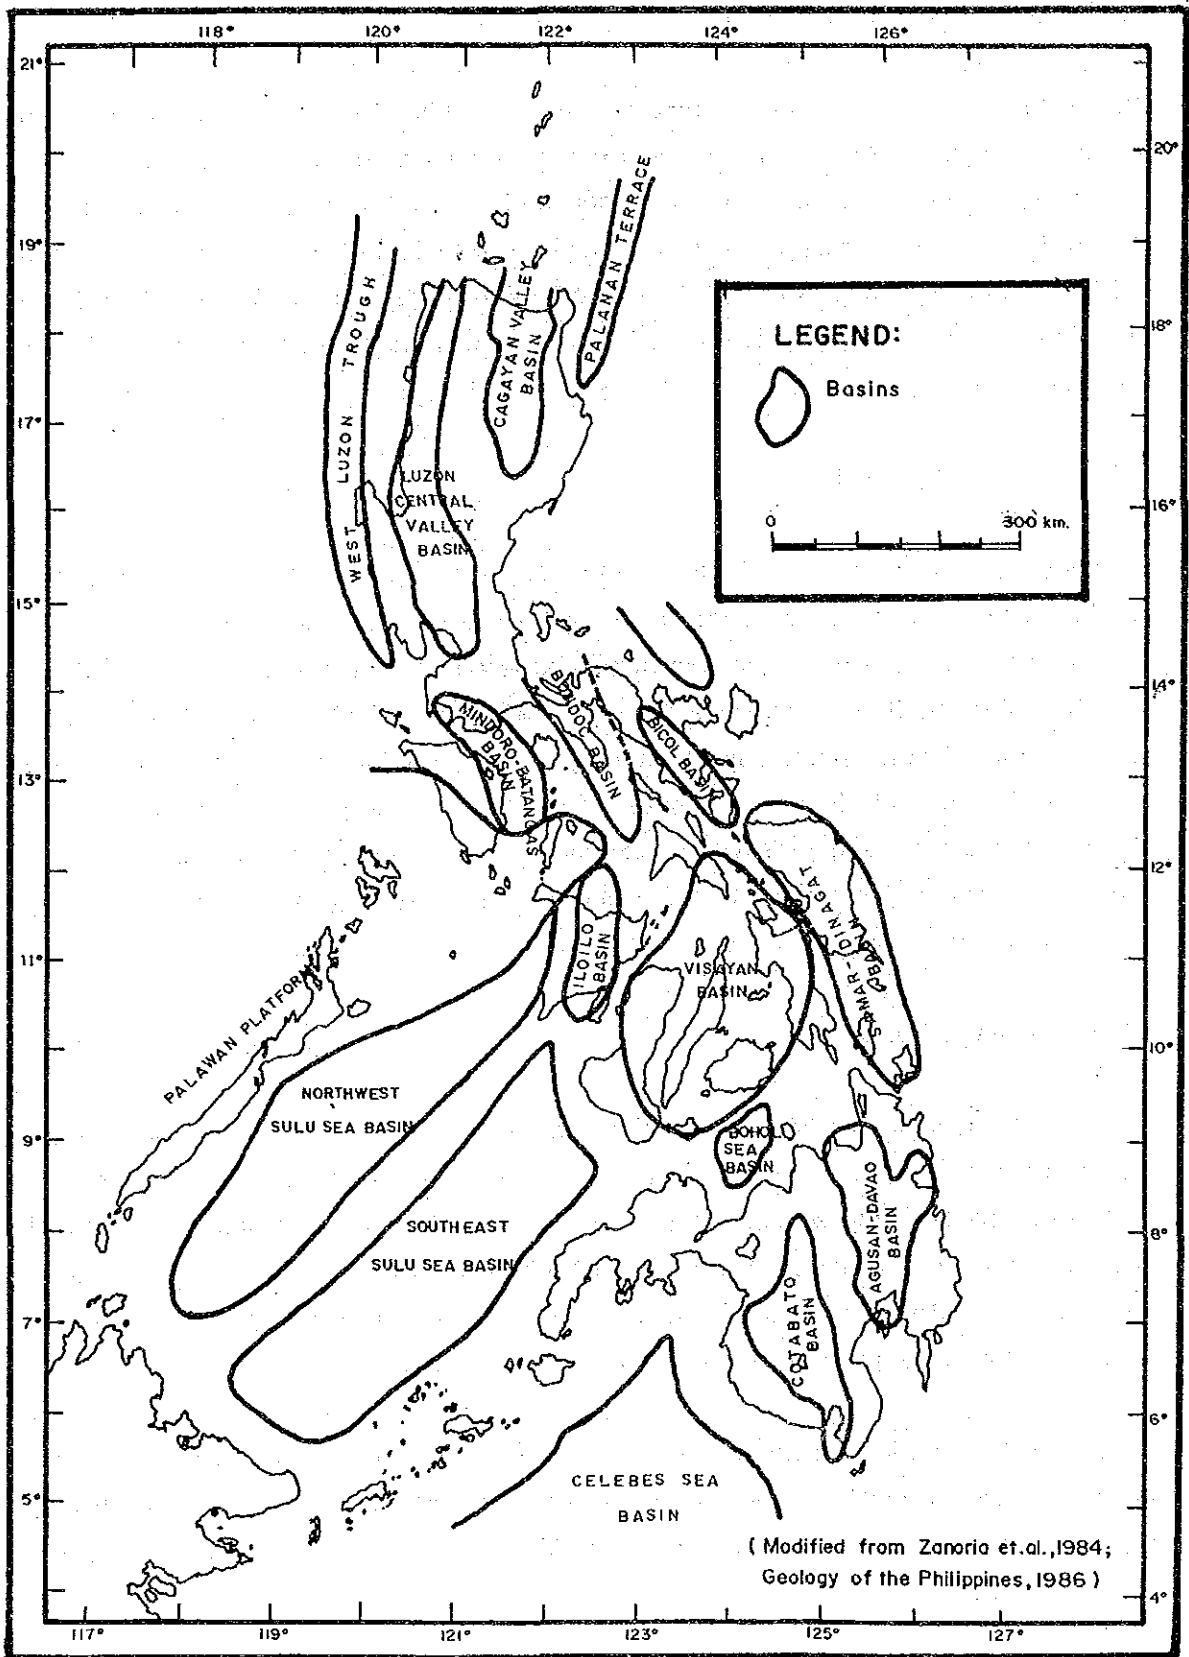 118° 120° 122° 124° 126°
21°
20°
19°
18°
17°
16°
15°
14°
13°
12°
11°
10°
9°
8°
7°
6°
5°
4°
PALANAN TERRACE
WEST LUZON TROUGH
CAGAYAN VALLEY
BASIN
LEGEND:
Basins
0 300 km.
LUZON
CENTRAL
VALLEY
BASIN
MINDORO-BATANGAS
BASIN
BONDOC BASIN
BICOL BASIN
SAMAR-DINAGAT
BASIN
ILOILO
BASIN
VISAYAN
BASIN
PALAWAN PLATFORM
NORTHWEST
SULU SEA BASIN
BOHOL
SEA
BASIN
AGUSAN-DAVAO
BASIN
SOUTHEAST
SULU SEA BASIN
COTABATO
BASIN
CELEBES SEA
BASIN
(Modified from Zanoria et.al.,1984;
Geology of the Philippines,1986)
117° 119° 121° 123° 125° 127°